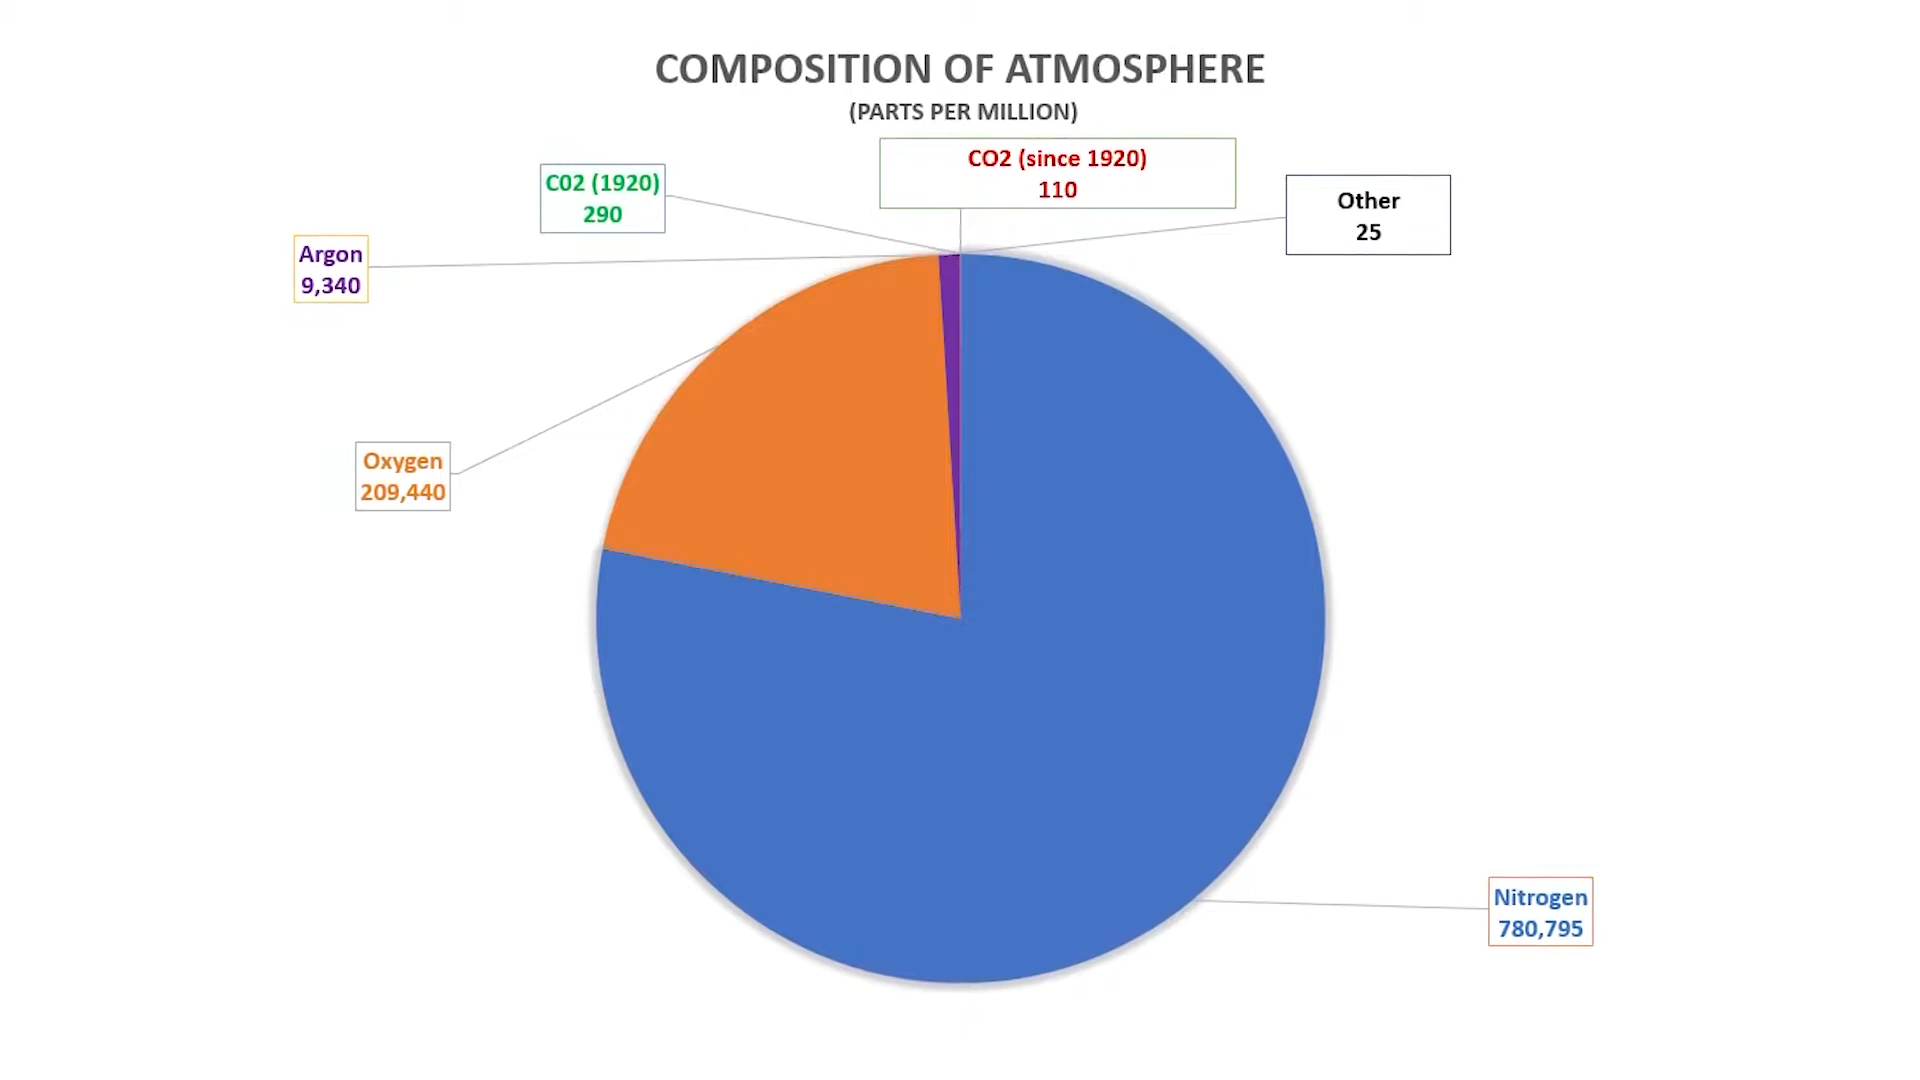 COMPOSITION OF ATMOSPHERE
(PARTS PER MILLION)
CO2 (since 1920)
110
C02 (1920)
290
Other
25
Argon
9,340
Oxygen
209,440
Nitrogen
780,795